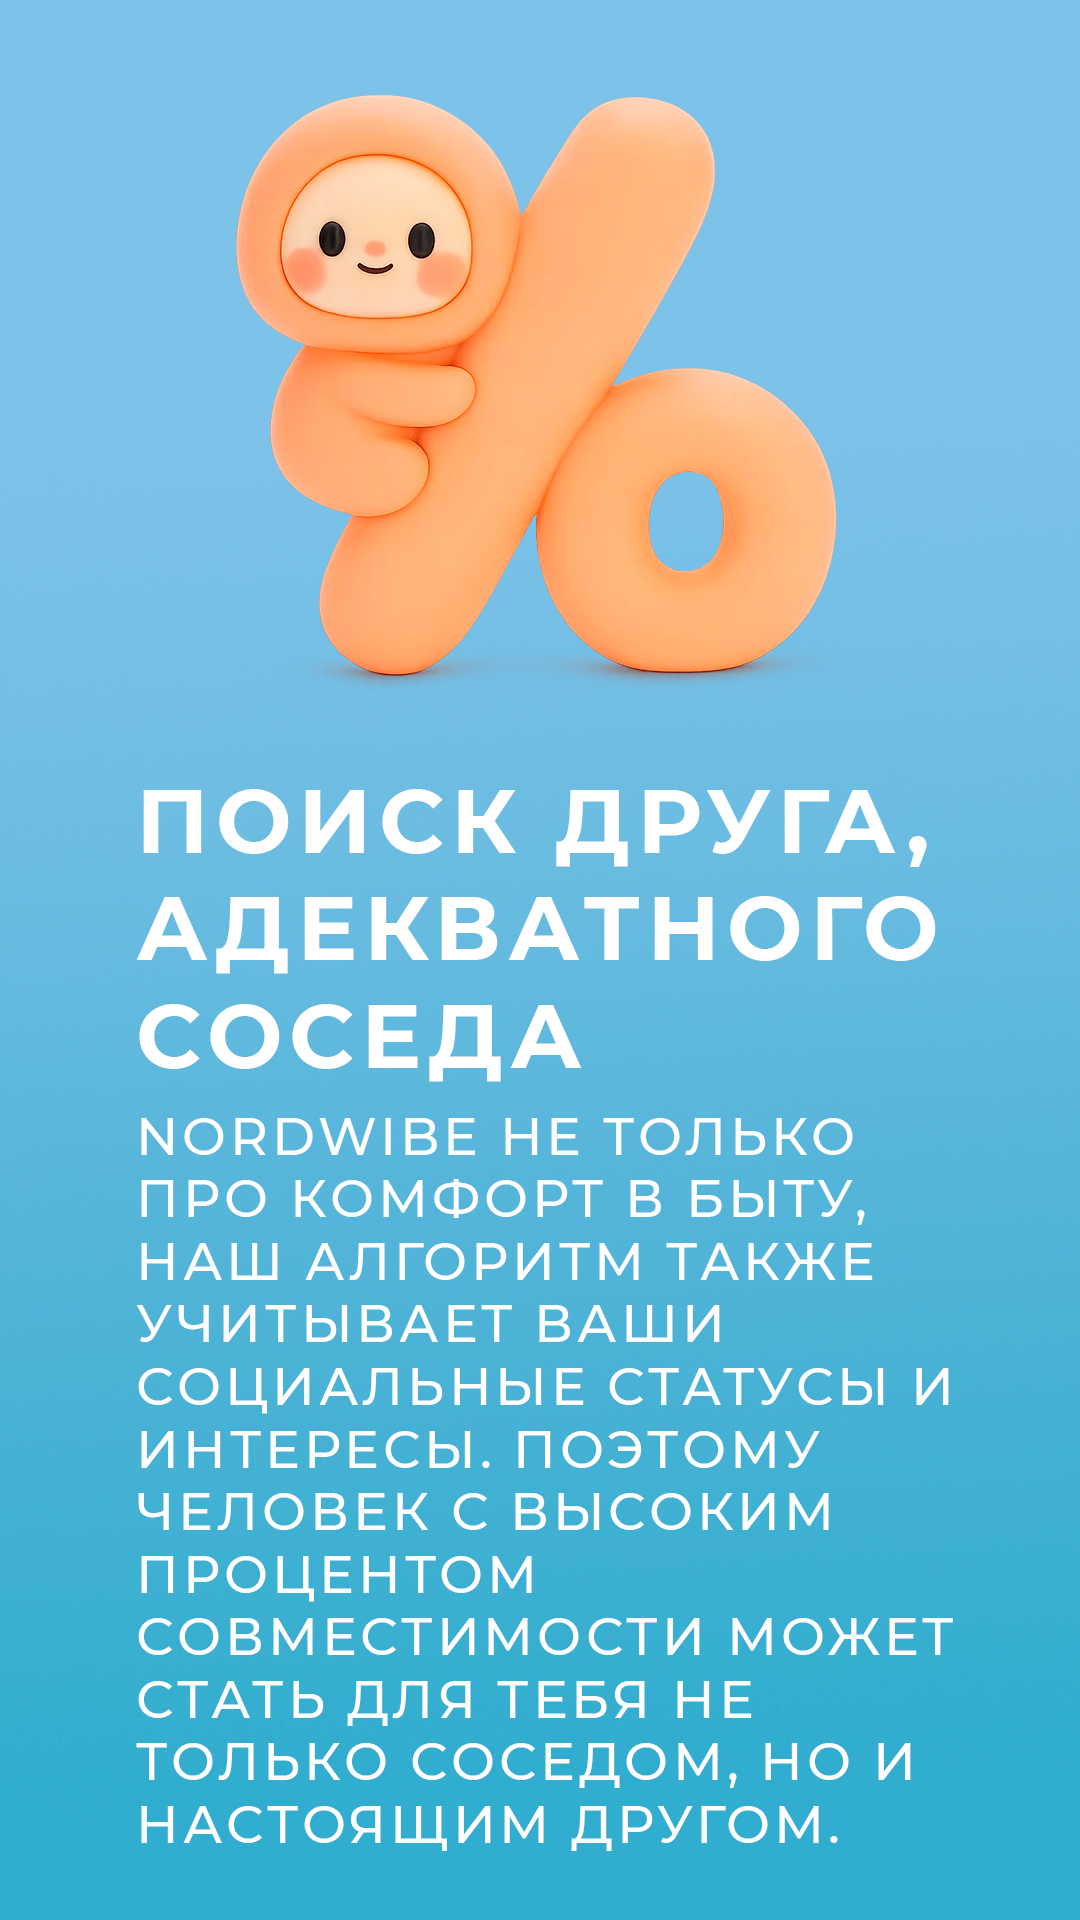 ПОИСК ДРУГА,
АДЕКВАТНОГО
СОСЕДА
NORDWIBE НЕ ТОЛЬКО
ПРО КОМФОРТ В БЫТУ,
НАШ АЛГОРИТМ ТАКЖЕ
УЧИТЫВАЕТ ВАШИ
СОЦИАЛЬНЫЕ СТАТУСЫ И
ИНТЕРЕСЫ. ПОЭТОМУ
ЧЕЛОВЕК С ВЫСОКИМ
ПРОЦЕНТОМ
СОВМЕСТИМОСТИ МОЖЕТ
СТАТЬ ДЛЯ ТЕБЯ НЕ
ТОЛЬКО СОСЕДОМ, НО И
НАСТОЯЩИМ ДРУГОМ.